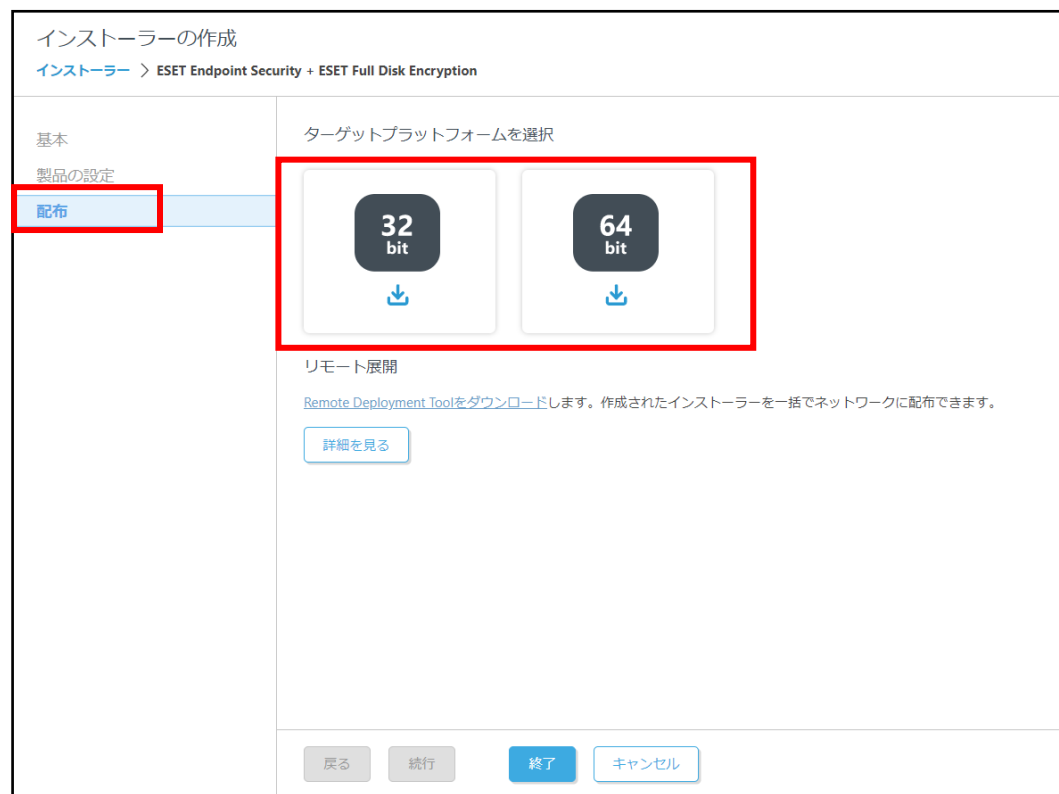 インストーラーの作成
インストーラー > ESET Endpoint Security + ESET Full Disk Encryption
基本
製品の設定
配布
ターゲットプラットフォームを選択
32
bit
64
bit
リモート展開
Remote Deployment Toolをダウンロードします。作成されたインストーラーを一括でネットワークに配布できます。
詳細を見る
戻る
続行
終了
キャンセル